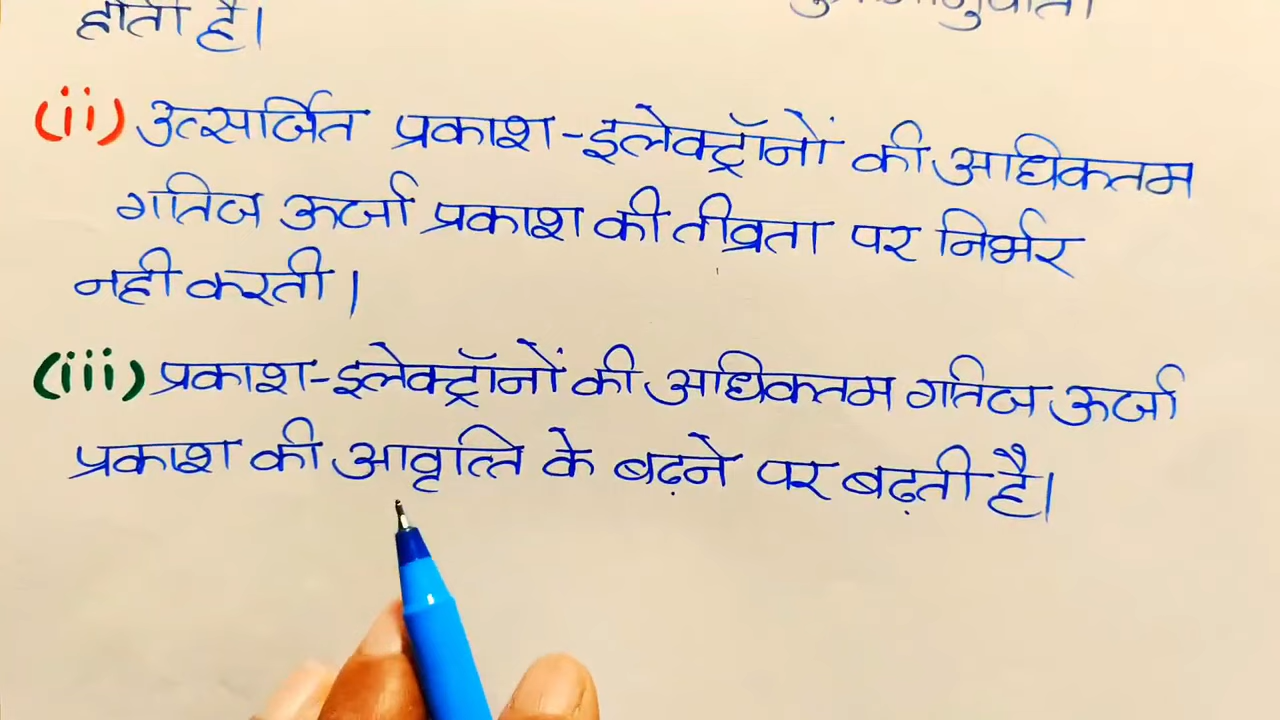 होती है।
(ii) उत्सर्जित प्रकाश-इलेक्ट्रॉनों की अधिकतम
गतिज ऊर्जा प्रकाश की तीव्रता पर निर्भर
नही करती।
(iii) प्रकाश-इलेक्ट्रॉनों की अधिकतम गतिज ऊर्जा
प्रकाश की आवृत्ति के बढ़ने पर बढ़ती है।